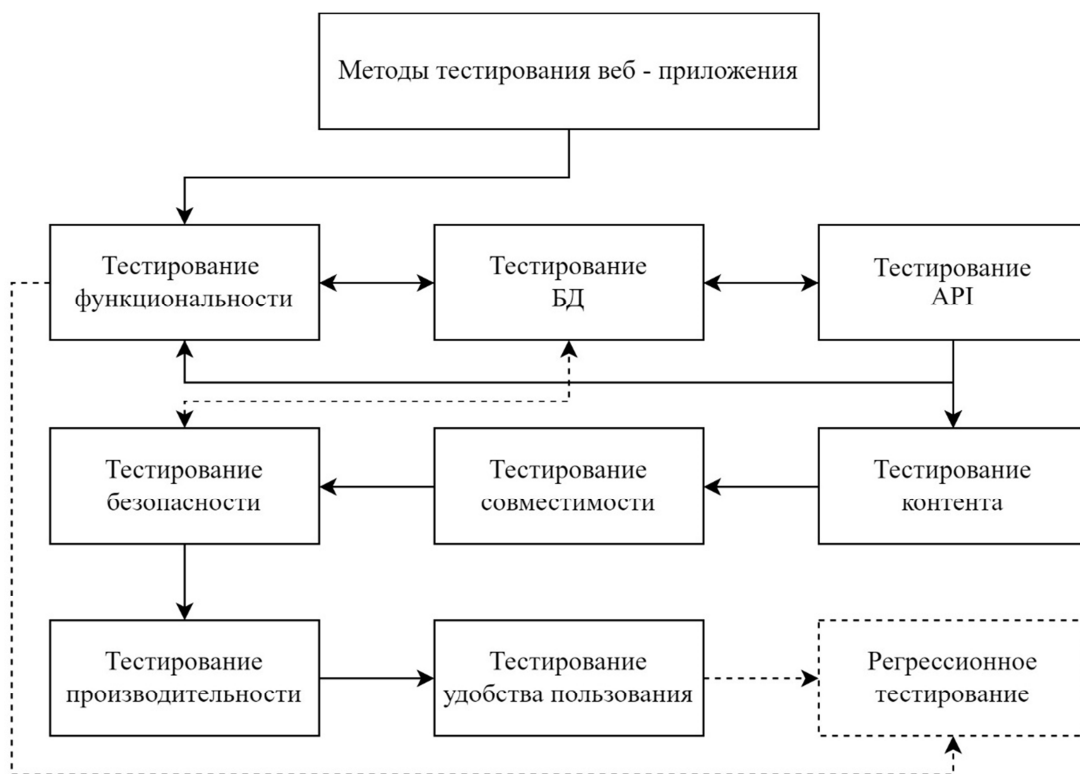 Методы тестирования веб - приложения
Тестирование
функциональности
Тестирование
БД
Тестирование
API
Тестирование
безопасности
Тестирование
совместимости
Тестирование
контента
Тестирование
производительности
Тестирование
удобства пользования
Регрессионное
тестирование